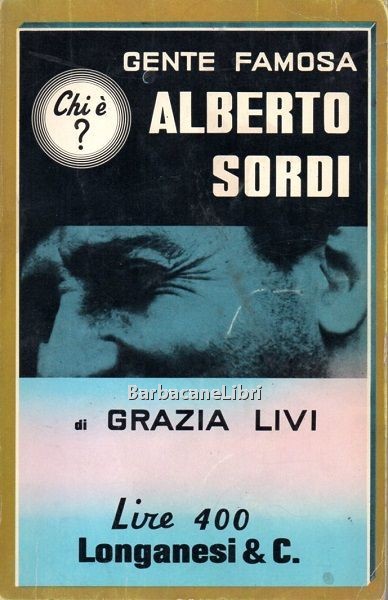 GENTE FAMOSA
Chi è
?
ALBERTO
SORDI
BarbacaneLibri
di GRAZIA LIVI
Lire 400
Longanesi & C.